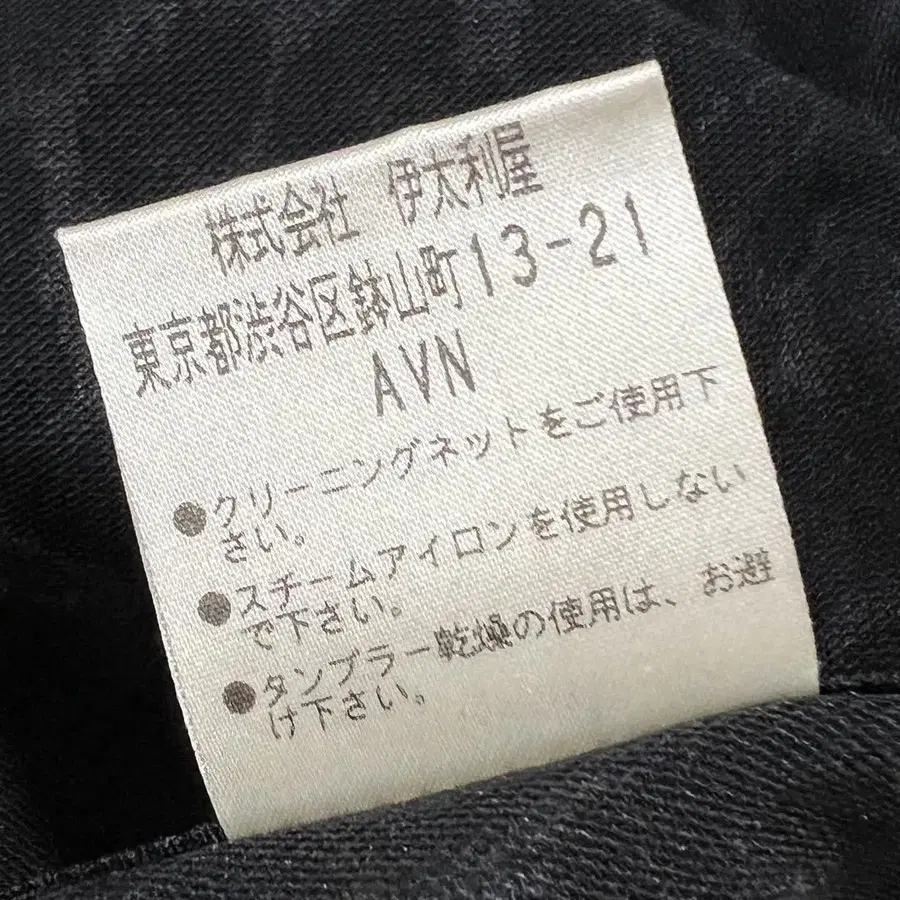 株式会社 伊太利屋
東京都渋谷区鉢山町13-21
AVN
●クリーニングネットをご使用下
さい。
●スチームアイロンを使用しない
で下さい。
●タンブラー乾燥の使用は、お避
け下さい。